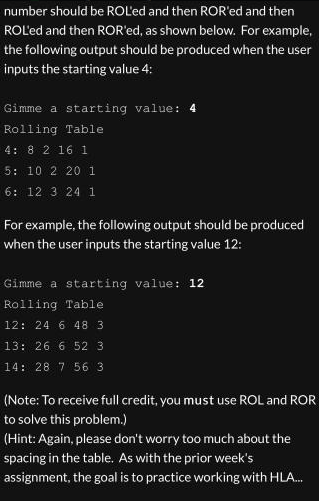 number should be ROL'ed and then ROR'ed and then
ROL'ed and then ROR'ed, as shown below. For example,
the following output should be produced when the user
inputs the starting value 4:
Gimme a starting value: 4
Rolling Table
4: 8 2 16 1
5: 10 2 20 1
6: 12 3 24 1
For example, the following output should be produced
when the user inputs the starting value 12:
Gimme a starting value: 12
Rolling Table
12: 24 6 48 3
13: 26 6 52 3
14: 28 7 56 3
(Note: To receive full credit, you must use ROL and ROR
to solve this problem.)
(Hint: Again, please don't worry too much about the
spacing in the table. As with the prior week's
assignment, the goal is to practice working with HLA...